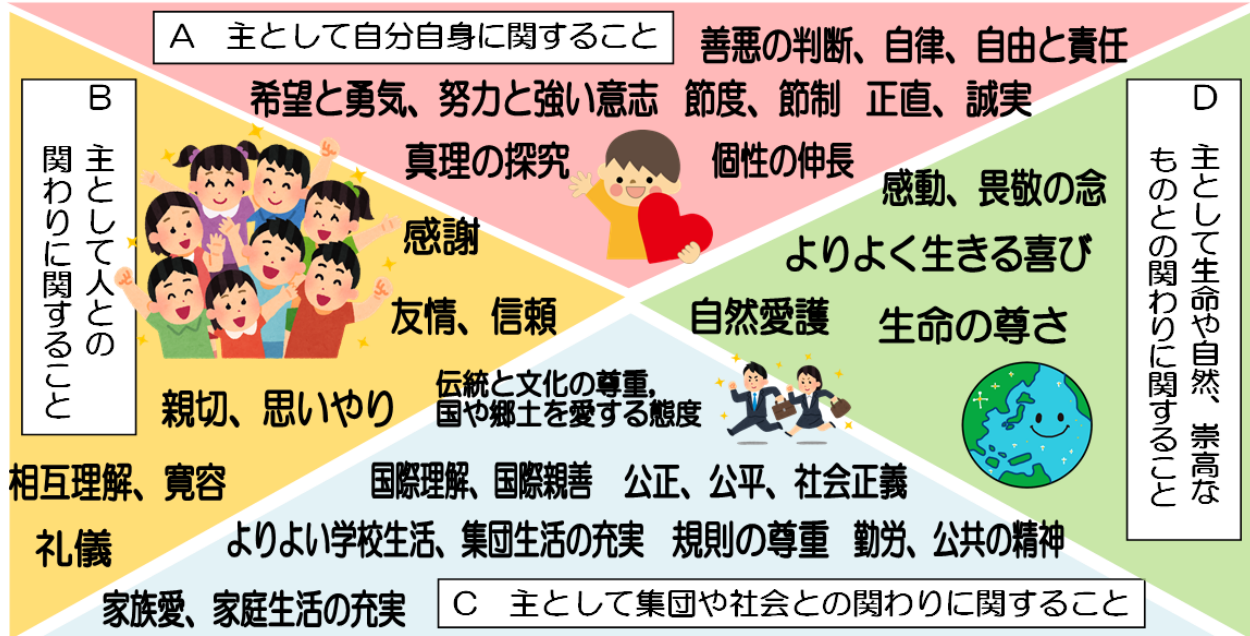 A 主として自分自身に関すること
善悪の判断、自律、自由と責任
希望と勇気、努力と強い意志
節度、節制
正直、誠実
真理の探究
個性の伸長
B 主として人との
関わりに関すること
感謝
友情、信頼
親切、思いやり
相互理解、寛容
礼儀
D 主として生命や自然、崇高な
ものとの関わりに関すること
感動、畏敬の念
よりよく生きる喜び
自然愛護
生命の尊さ
伝統と文化の尊重,
国や郷土を愛する態度
国際理解、国際親善
公正、公平、社会正義
よりよい学校生活、集団生活の充実
規則の尊重
勤労、公共の精神
家族愛、家庭生活の充実
C 主として集団や社会との関わりに関すること